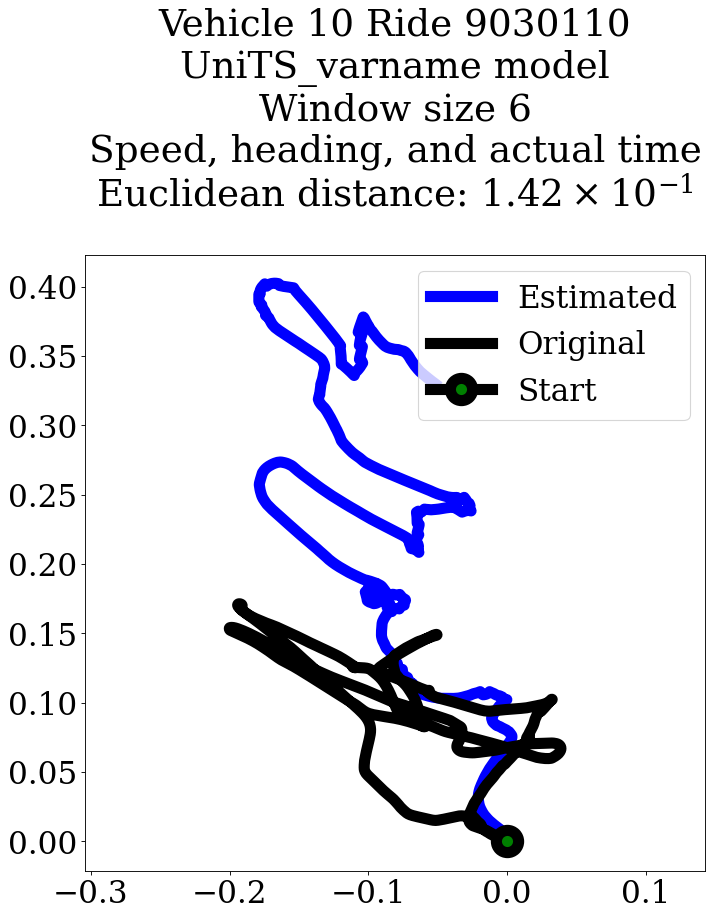 Vehicle 10 Ride 9030110
UniTS_varname model
Window size 6
Speed, heading, and actual time
Euclidean distance: 1.42 × 10⁻¹
Estimated
Original
Start
0.40
0.35
0.30
0.25
0.20
0.15
0.10
0.05
0.00
−0.3 −0.2 −0.1 0.0 0.1